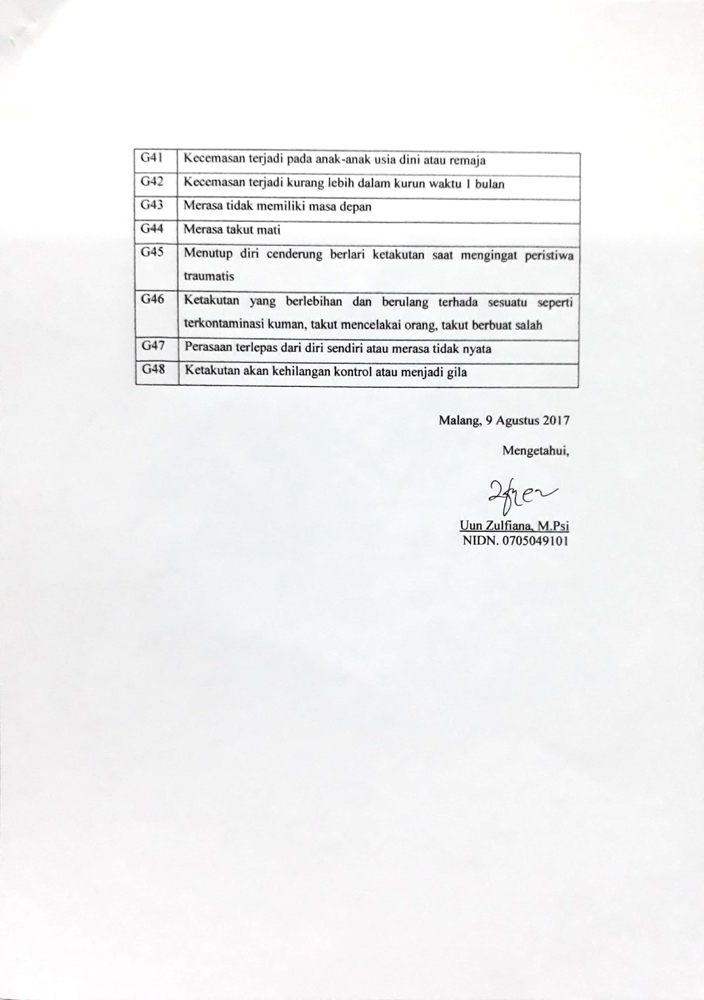 G41 Kecemasan terjadi pada anak-anak usia dini atau remaja
G42 Kecemasan terjadi kurang lebih dalam kurun waktu 1 bulan
G43 Merasa tidak memiliki masa depan
G44 Merasa takut mati
G45 Menutup diri cenderung berlari ketakutan saat mengingat peristiwa
traumatis
G46 Ketakutan yang berlebihan dan berulang terhada sesuatu seperti
terkontaminasi kuman, takut mencelakai orang, takut berbuat salah
G47 Perasaan terlepas dari diri sendiri atau merasa tidak nyata
G48 Ketakutan akan kehilangan kontrol atau menjadi gila
Malang, 9 Agustus 2017
Mengetahui,
Uun Zulfiana, M.Psi
NIDN. 0705049101